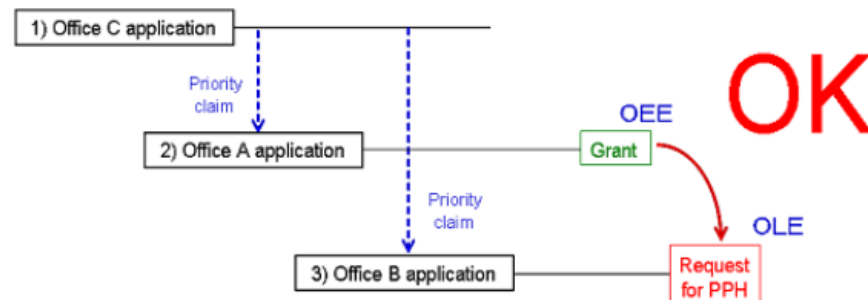 1) Office C application
OK
Priority
claim
OEE
2) Office A application
Grant
Priority
claim
OLE
3) Office B application
Request
for PPH